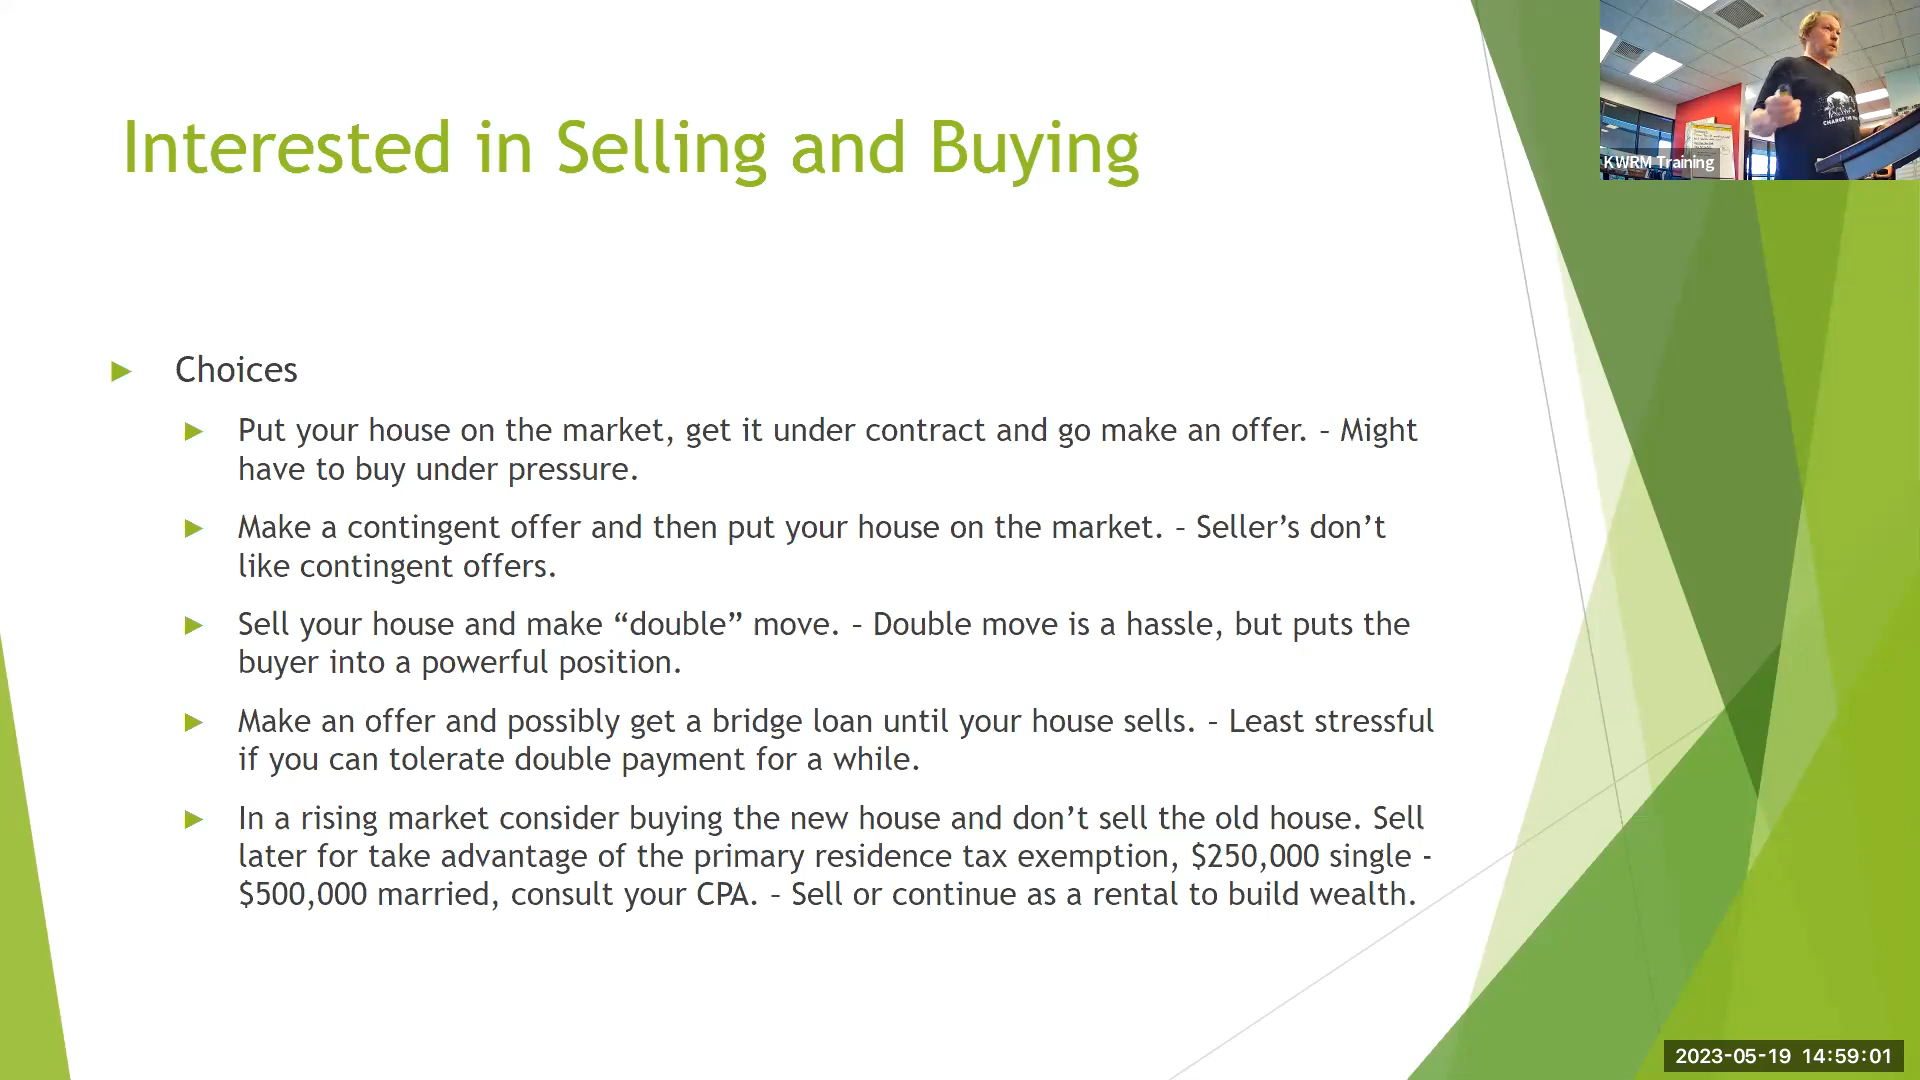 Interested in Selling and Buying
KWRM Training
Choices
Put your house on the market, get it under contract and go make an offer. – Might
have to buy under pressure.
Make a contingent offer and then put your house on the market. – Seller’s don’t
like contingent offers.
Sell your house and make “double” move. – Double move is a hassle, but puts the
buyer into a powerful position.
Make an offer and possibly get a bridge loan until your house sells. – Least stressful
if you can tolerate double payment for a while.
In a rising market consider buying the new house and don’t sell the old house. Sell
later for take advantage of the primary residence tax exemption, $250,000 single -
$500,000 married, consult your CPA. – Sell or continue as a rental to build wealth.
2023-05-19 14:59:01